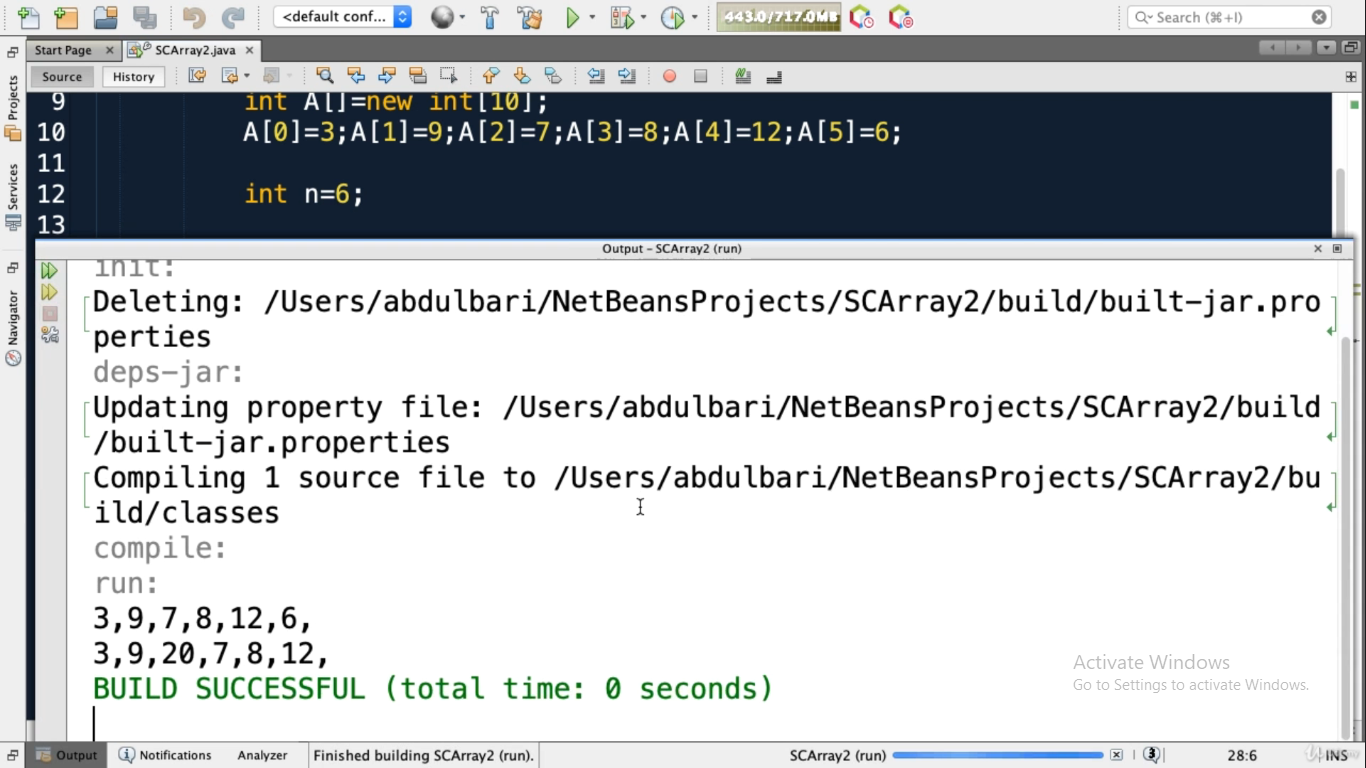 <default conf...
443.0/717.0MB
Search (⌘+I)
Start Page
SCArray2.java
Source
History
Projects
Services
Navigator
9 int A[]=new int[10];
10 A[0]=3;A[1]=9;A[2]=7;A[3]=8;A[4]=12;A[5]=6;
11
12 int n=6;
13
Output - SCArray2 (run)
init:
Deleting: /Users/abdulbari/NetBeansProjects/SCArray2/build/built-jar.pro
perties
deps-jar:
Updating property file: /Users/abdulbari/NetBeansProjects/SCArray2/build
/built-jar.properties
Compiling 1 source file to /Users/abdulbari/NetBeansProjects/SCArray2/bu
ild/classes
compile:
run:
3,9,7,8,12,6,
3,9,20,7,8,12,
BUILD SUCCESSFUL (total time: 0 seconds)
Activate Windows
Go to Settings to activate Windows.
Output
Notifications
Analyzer
Finished building SCArray2 (run).
SCArray2 (run)
3
28:6
INS